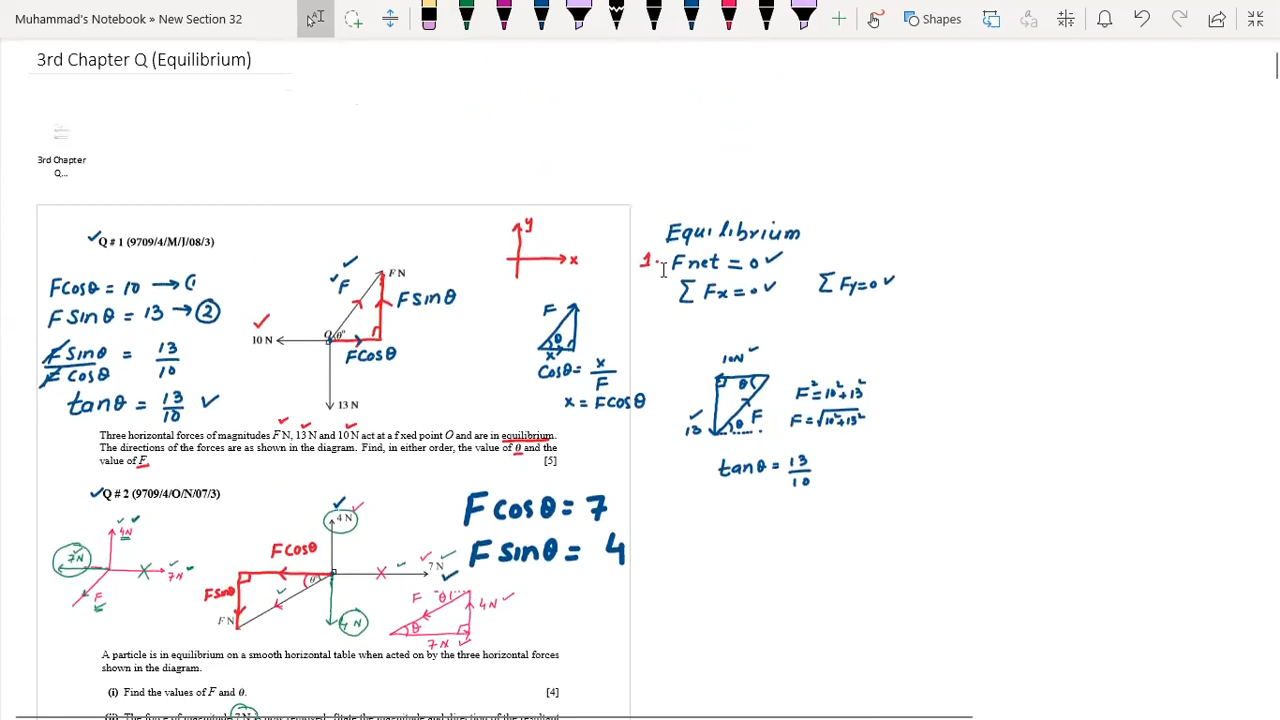 Muhammad's Notebook » New Section 32
Shapes
3rd Chapter Q (Equilibrium)
3rd Chapter
Q...
Q # 1 (9709/4/M/J/08/3)
Fcosθ = 10 → ①
F Sinθ = 13 → ②
F Sinθ / F Cosθ = 13/10
tanθ = 13/10
F N
F
F sinθ
O
θ°
10 N
F Cosθ
13 N
y
x
F
θ
x
Cosθ = x/F
x = F cosθ
Three horizontal forces of magnitudes F N, 13 N and 10 N act at a fxed point O and are in equilibrium.
The directions of the forces are as shown in the diagram. Find, in either order, the value of θ and the
value of F. [5]
Equilibrium
1. F net = 0
Σ Fx = 0 Σ Fy = 0
10N
θ
F
13
θ
F² = 10² + 13²
F = √10² + 13²
tanθ = 13/10
Q # 2 (9709/4/O/N/07/3)
4N
7N
7N
F
4 N
F cosθ
7 N
θ°
F sinθ
F N
4 N
F cosθ = 7
F sinθ = 4
F
θ
4N
θ
7 N
A particle is in equilibrium on a smooth horizontal table when acted on by the three horizontal forces
shown in the diagram.
(i) Find the values of F and θ. [4]